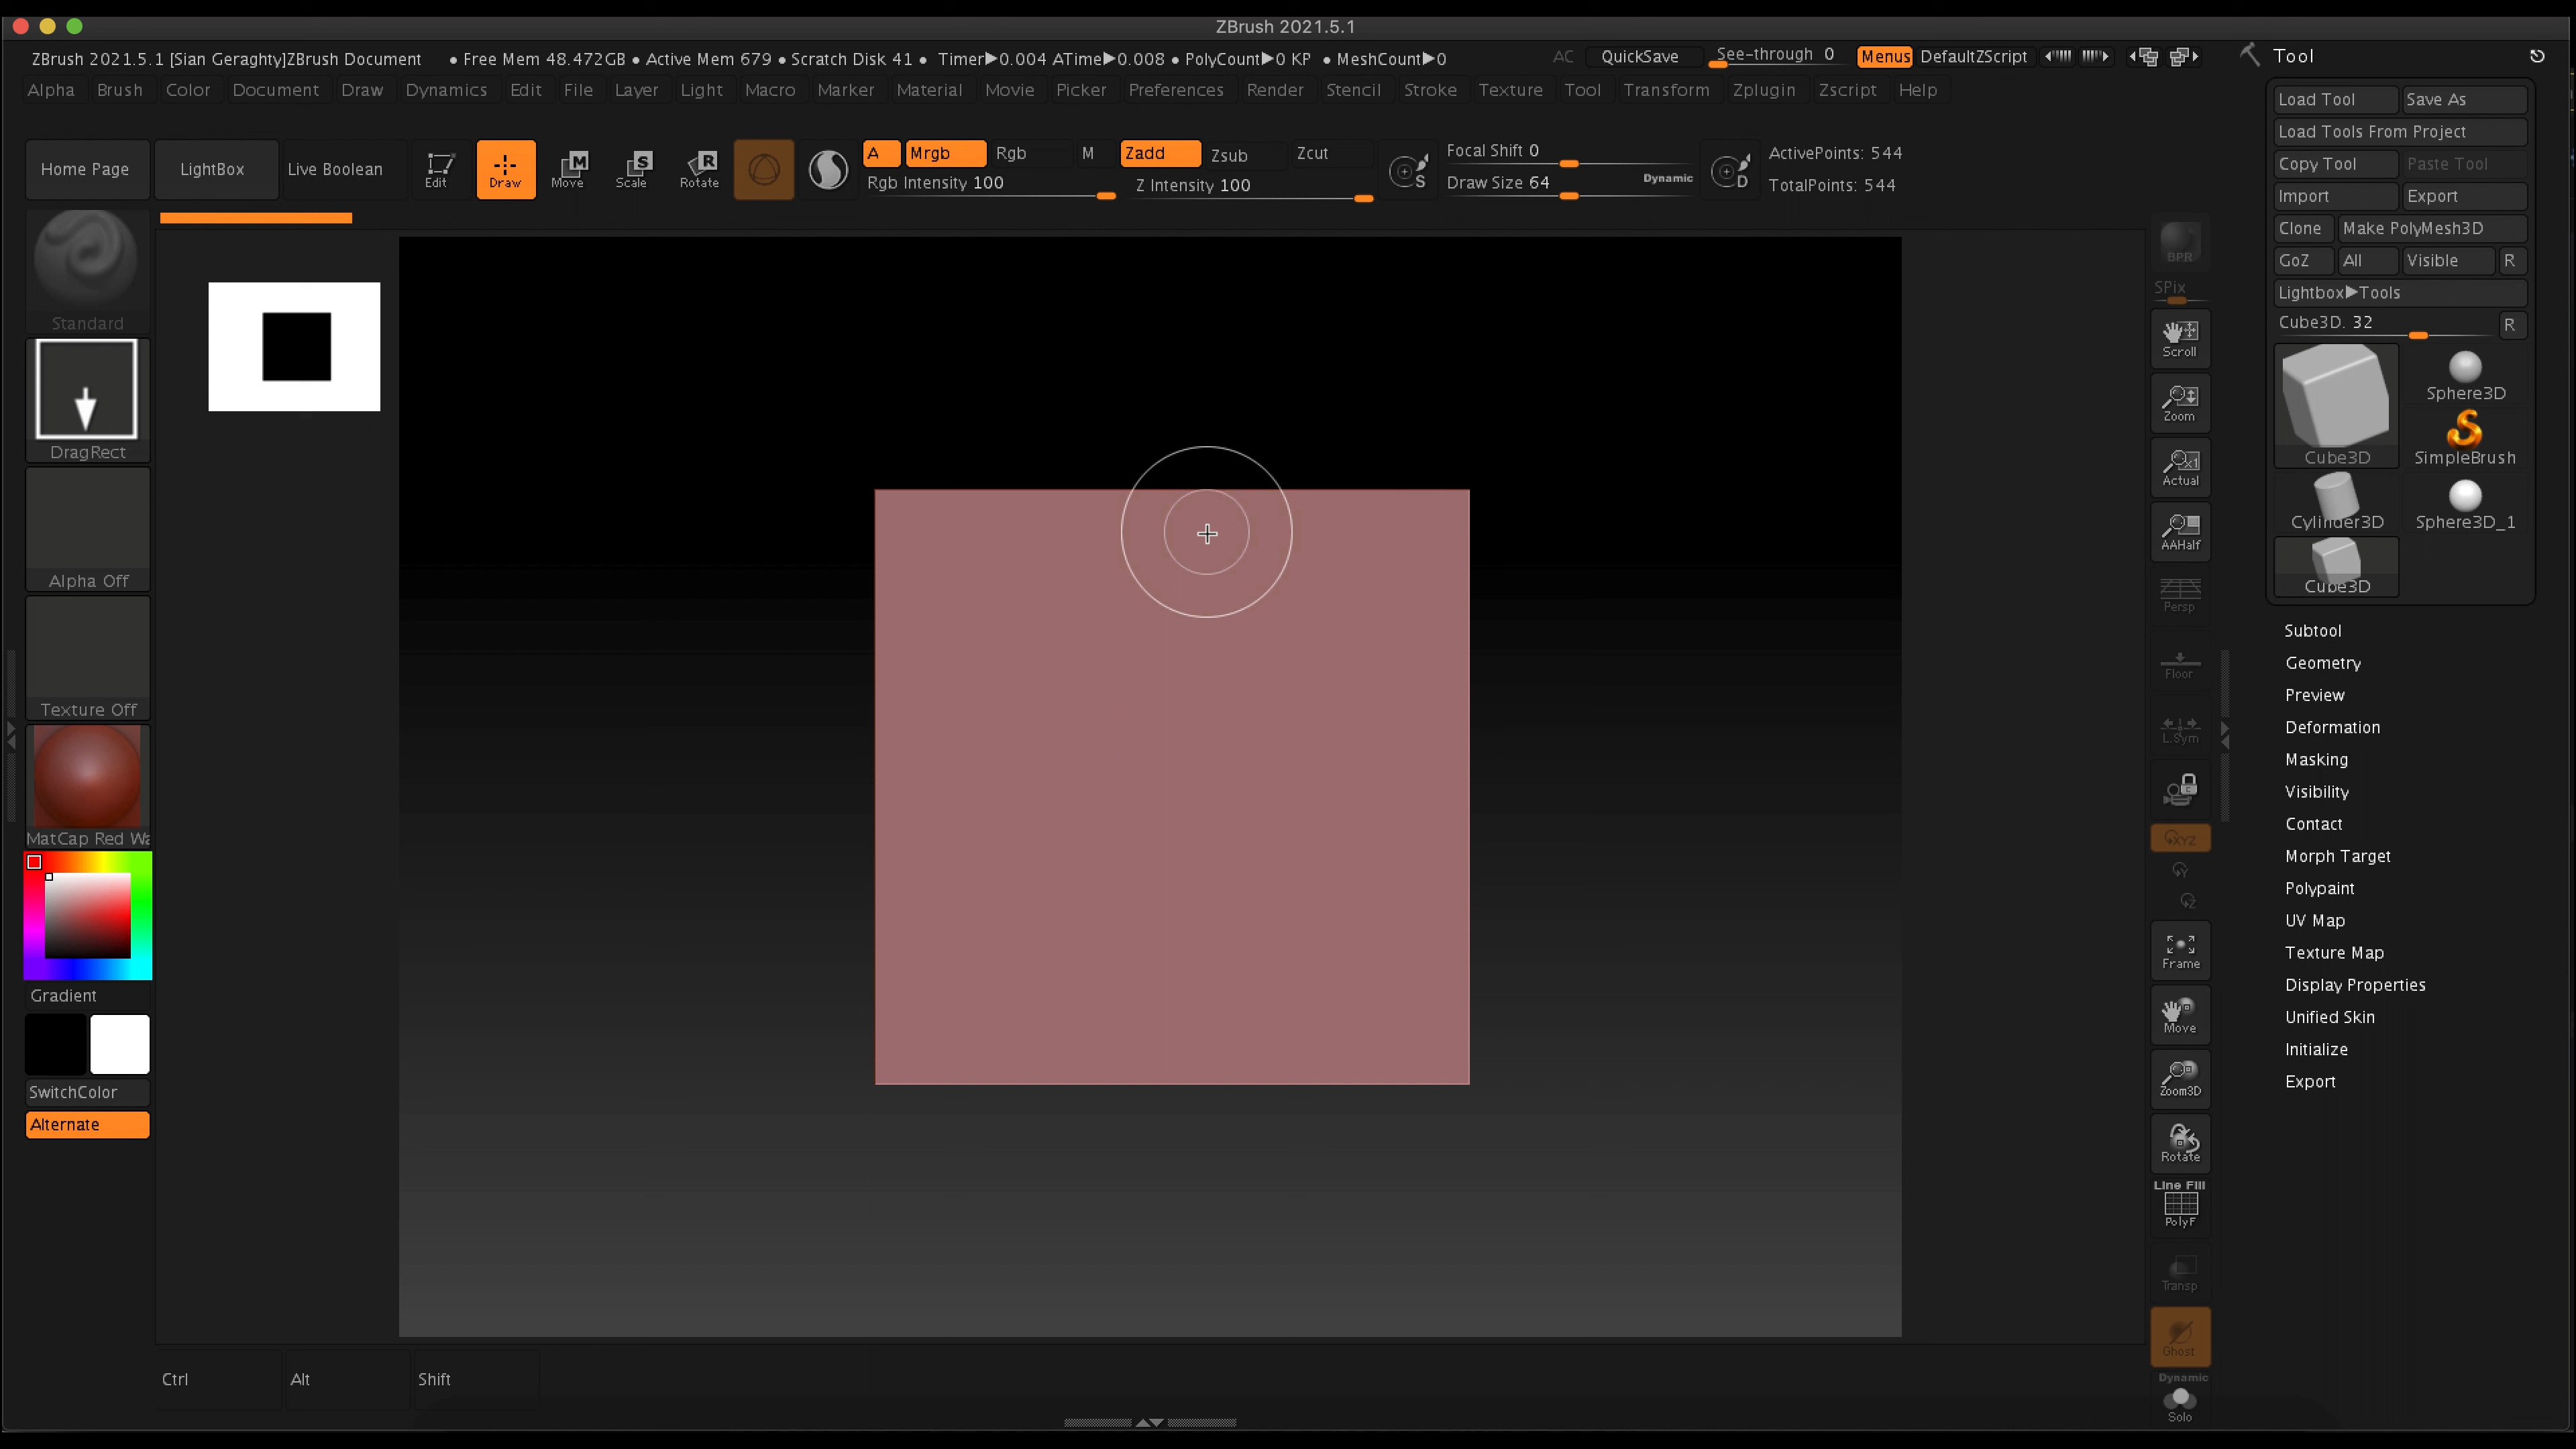 ZBrush 2021.5.1
ZBrush 2021.5.1 [Sian Geraghty]ZBrush Document • Free Mem 48.472GB • Active Mem 679 • Scratch Disk 41 • Timer▶0.004 ATime▶0.008 • PolyCount▶0 KP • MeshCount▶0 AC QuickSave See-through 0 Menus DefaultZScript
Alpha Brush Color Document Draw Dynamics Edit File Layer Light Macro Marker Material Movie Picker Preferences Render Stencil Stroke Texture Tool Transform Zplugin Zscript Help
Home Page LightBox Live Boolean Edit Draw Move Scale Rotate
M S R
A Mrgb Rgb M Zadd Zsub Zcut
Rgb Intensity 100 Z Intensity 100
S Focal Shift 0
Draw Size 64 Dynamic D
ActivePoints: 544
TotalPoints: 544
Standard
DragRect
Alpha Off
Texture Off
MatCap Red Wa
Gradient
SwitchColor
Alternate
Ctrl Alt Shift
BPR
SPix
Scroll
Zoom
x1
Actual
AAHalf
Persp
Floor
L.Sym
XYZ
Y
Z
Frame
Move
Zoom3D
Rotate
Line Fill
PolyF
Transp
Ghost
Dynamic
Solo
Tool
Load Tool Save As
Load Tools From Project
Copy Tool Paste Tool
Import Export
Clone Make PolyMesh3D
GoZ All Visible R
Lightbox▶Tools
Cube3D. 32 R
Cube3D Sphere3D
SimpleBrush
Cylinder3D Sphere3D_1
Cube3D
Subtool
Geometry
Preview
Deformation
Masking
Visibility
Contact
Morph Target
Polypaint
UV Map
Texture Map
Display Properties
Unified Skin
Initialize
Export